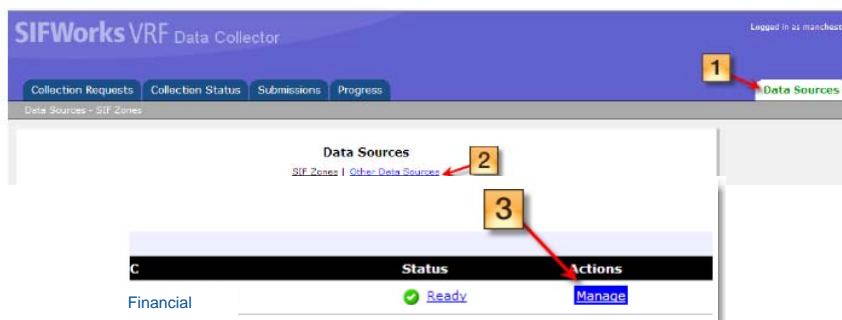 SIFWorks VRF Data Collector
Logged in as manchest
1
Collection Requests Collection Status Submissions Progress Data Sources
Data Sources - SIF Zones
Data Sources
2
SIF Zones | Other Data Sources
3
C Status Actions
Financial Ready Manage